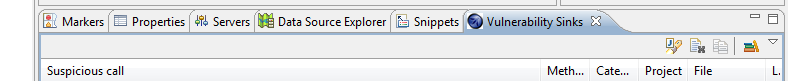 Markers Properties Servers Data Source Explorer Snippets Vulnerability Sinks
Suspicious call Meth... Cate... Project File L.